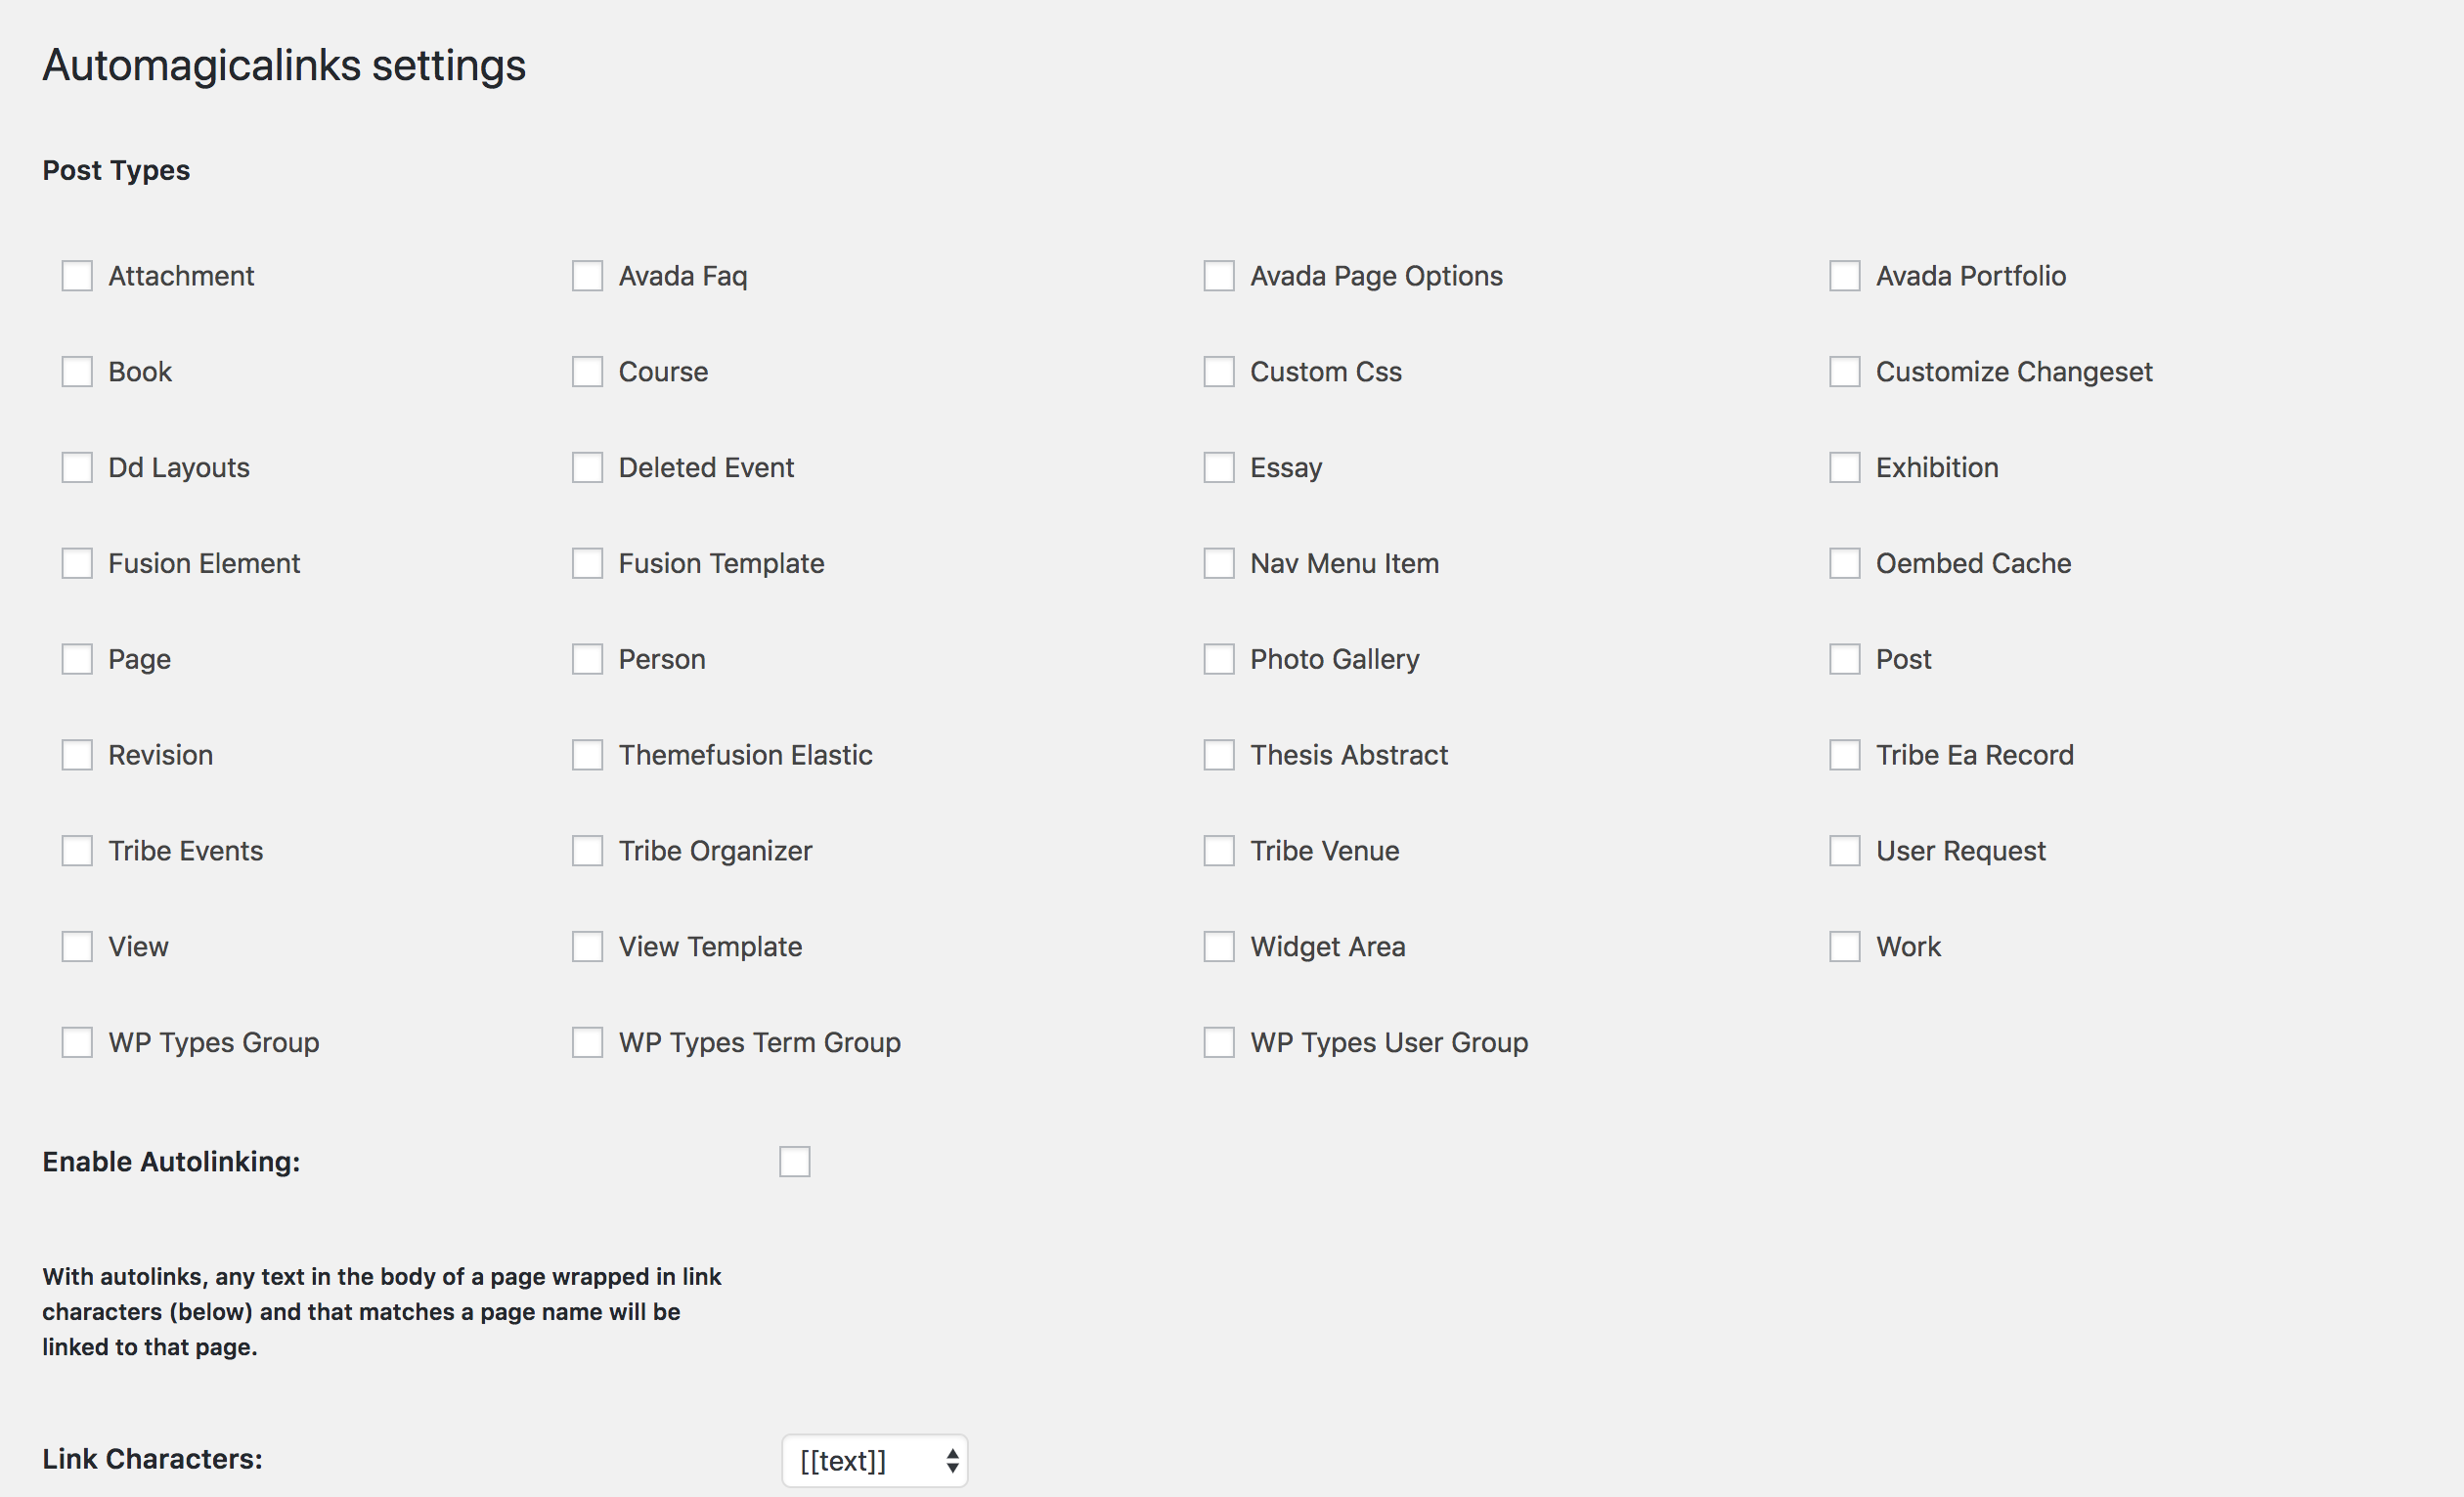 Automagicalinks settings
Post Types
Attachment Avada Faq Avada Page Options Avada Portfolio
Book Course Custom Css Customize Changeset
Dd Layouts Deleted Event Essay Exhibition
Fusion Element Fusion Template Nav Menu Item Oembed Cache
Page Person Photo Gallery Post
Revision Themefusion Elastic Thesis Abstract Tribe Ea Record
Tribe Events Tribe Organizer Tribe Venue User Request
View View Template Widget Area Work
WP Types Group WP Types Term Group WP Types User Group
Enable Autolinking:
With autolinks, any text in the body of a page wrapped in link
characters (below) and that matches a page name will be
linked to that page.
Link Characters: [[text]]